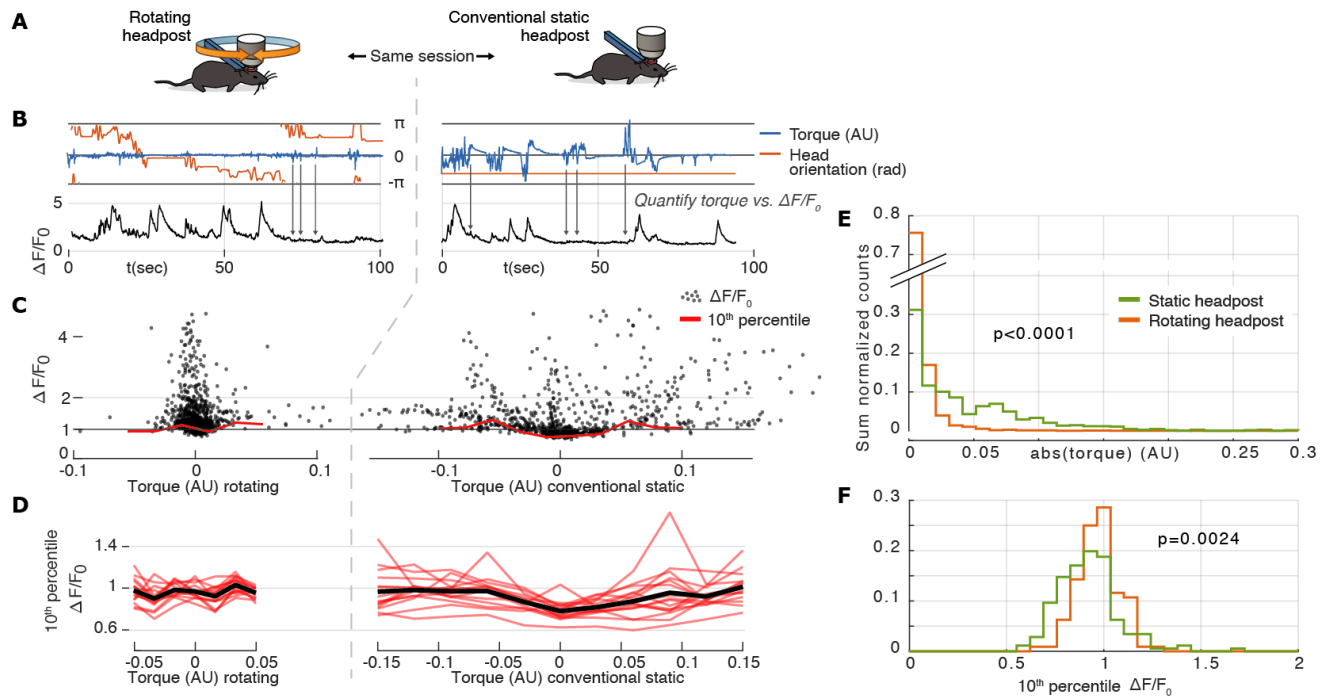 A
Rotating
headpost
Same session
Conventional static
headpost
B
π
0
-π
Torque (AU)
Head
orientation (rad)
Quantify torque vs. ΔF/F₀
5
0
ΔF/F₀
0 t(sec) 50 100
0 t(sec) 50 100
C
ΔF/F₀
10th percentile
4
2
1
0
ΔF/F₀
-0.1 0 0.1
Torque (AU) rotating
-0.1 0 0.1
Torque (AU) conventional static
D
10th percentile
ΔF/F₀
1.4
1
0.6
-0.05 0 0.05
Torque (AU) rotating
-0.15 -0.1 -0.05 0 0.05 0.1 0.15
Torque (AU) conventional static
E
Sum normalized counts
0.8
0.7
0.3
0.2
0.1
0
Static headpost
Rotating headpost
p<0.0001
0 0.05 abs(torque) (AU) 0.25 0.3
F
0.3
0.2
0.1
0
p=0.0024
0 0.5 1 1.5 2
10th percentile ΔF/F₀